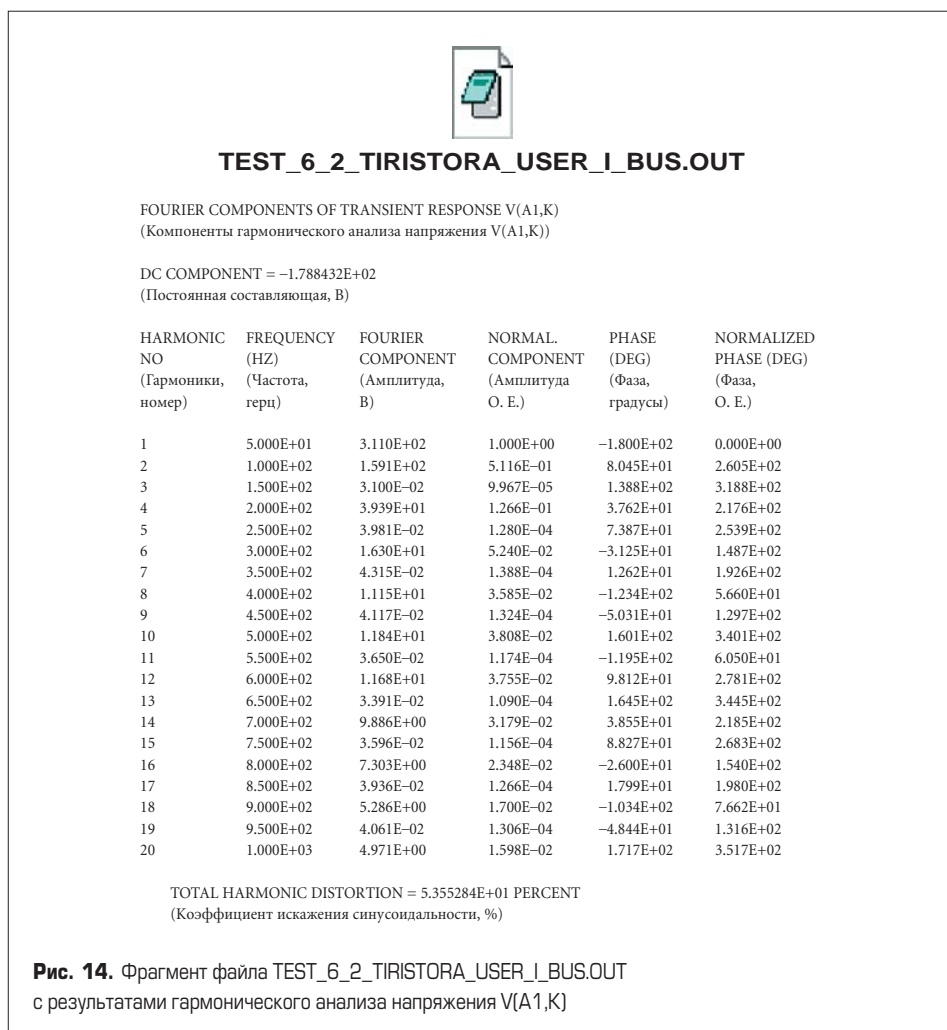 TEST_6_2_TIRISTORA_USER_I_BUS.OUT
FOURIER COMPONENTS OF TRANSIENT RESPONSE V(A1,K)
(Компоненты гармонического анализа напряжения V(A1,K))
DC COMPONENT = −1.788432E+02
(Постоянная составляющая, В)
HARMONIC FREQUENCY FOURIER NORMAL. PHASE NORMALIZED
NO (HZ) COMPONENT COMPONENT (DEG) PHASE (DEG)
(Гармоники, (Частота, (Амплитуда, (Амплитуда (Фаза, (Фаза,
номер) герц) В) О. Е.) градусы) О. Е.)
1 5.000E+01 3.110E+02 1.000E+00 −1.800E+02 0.000E+00
2 1.000E+02 1.591E+02 5.116E−01 8.045E+01 2.605E+02
3 1.500E+02 3.100E−02 9.967E−05 1.388E+02 3.188E+02
4 2.000E+02 3.939E+01 1.266E−01 3.762E+01 2.176E+02
5 2.500E+02 3.981E−02 1.280E−04 7.387E+01 2.539E+02
6 3.000E+02 1.630E+01 5.240E−02 −3.125E+01 1.487E+02
7 3.500E+02 4.315E−02 1.388E−04 1.262E+01 1.926E+02
8 4.000E+02 1.115E+01 3.585E−02 −1.234E+02 5.660E+01
9 4.500E+02 4.117E−02 1.324E−04 −5.031E+01 1.297E+02
10 5.000E+02 1.184E+01 3.808E−02 1.601E+02 3.401E+02
11 5.500E+02 3.650E−02 1.174E−04 −1.195E+02 6.050E+01
12 6.000E+02 1.168E+01 3.755E−02 9.812E+01 2.781E+02
13 6.500E+02 3.391E−02 1.090E−04 1.645E+02 3.445E+02
14 7.000E+02 9.886E+00 3.179E−02 3.855E+01 2.185E+02
15 7.500E+02 3.596E−02 1.156E−04 8.827E+01 2.683E+02
16 8.000E+02 7.303E+00 2.348E−02 −2.600E+01 1.540E+02
17 8.500E+02 3.936E−02 1.266E−04 1.799E+01 1.980E+02
18 9.000E+02 5.286E+00 1.700E−02 −1.034E+02 7.662E+01
19 9.500E+02 4.061E−02 1.306E−04 −4.844E+01 1.316E+02
20 1.000E+03 4.971E+00 1.598E−02 1.717E+02 3.517E+02
TOTAL HARMONIC DISTORTION = 5.355284E+01 PERCENT
(Коэффициент искажения синусоидальности, %)
Рис. 14. Фрагмент файла TEST_6_2_TIRISTORA_USER_I_BUS.OUT
с результатами гармонического анализа напряжения V(A1,K)